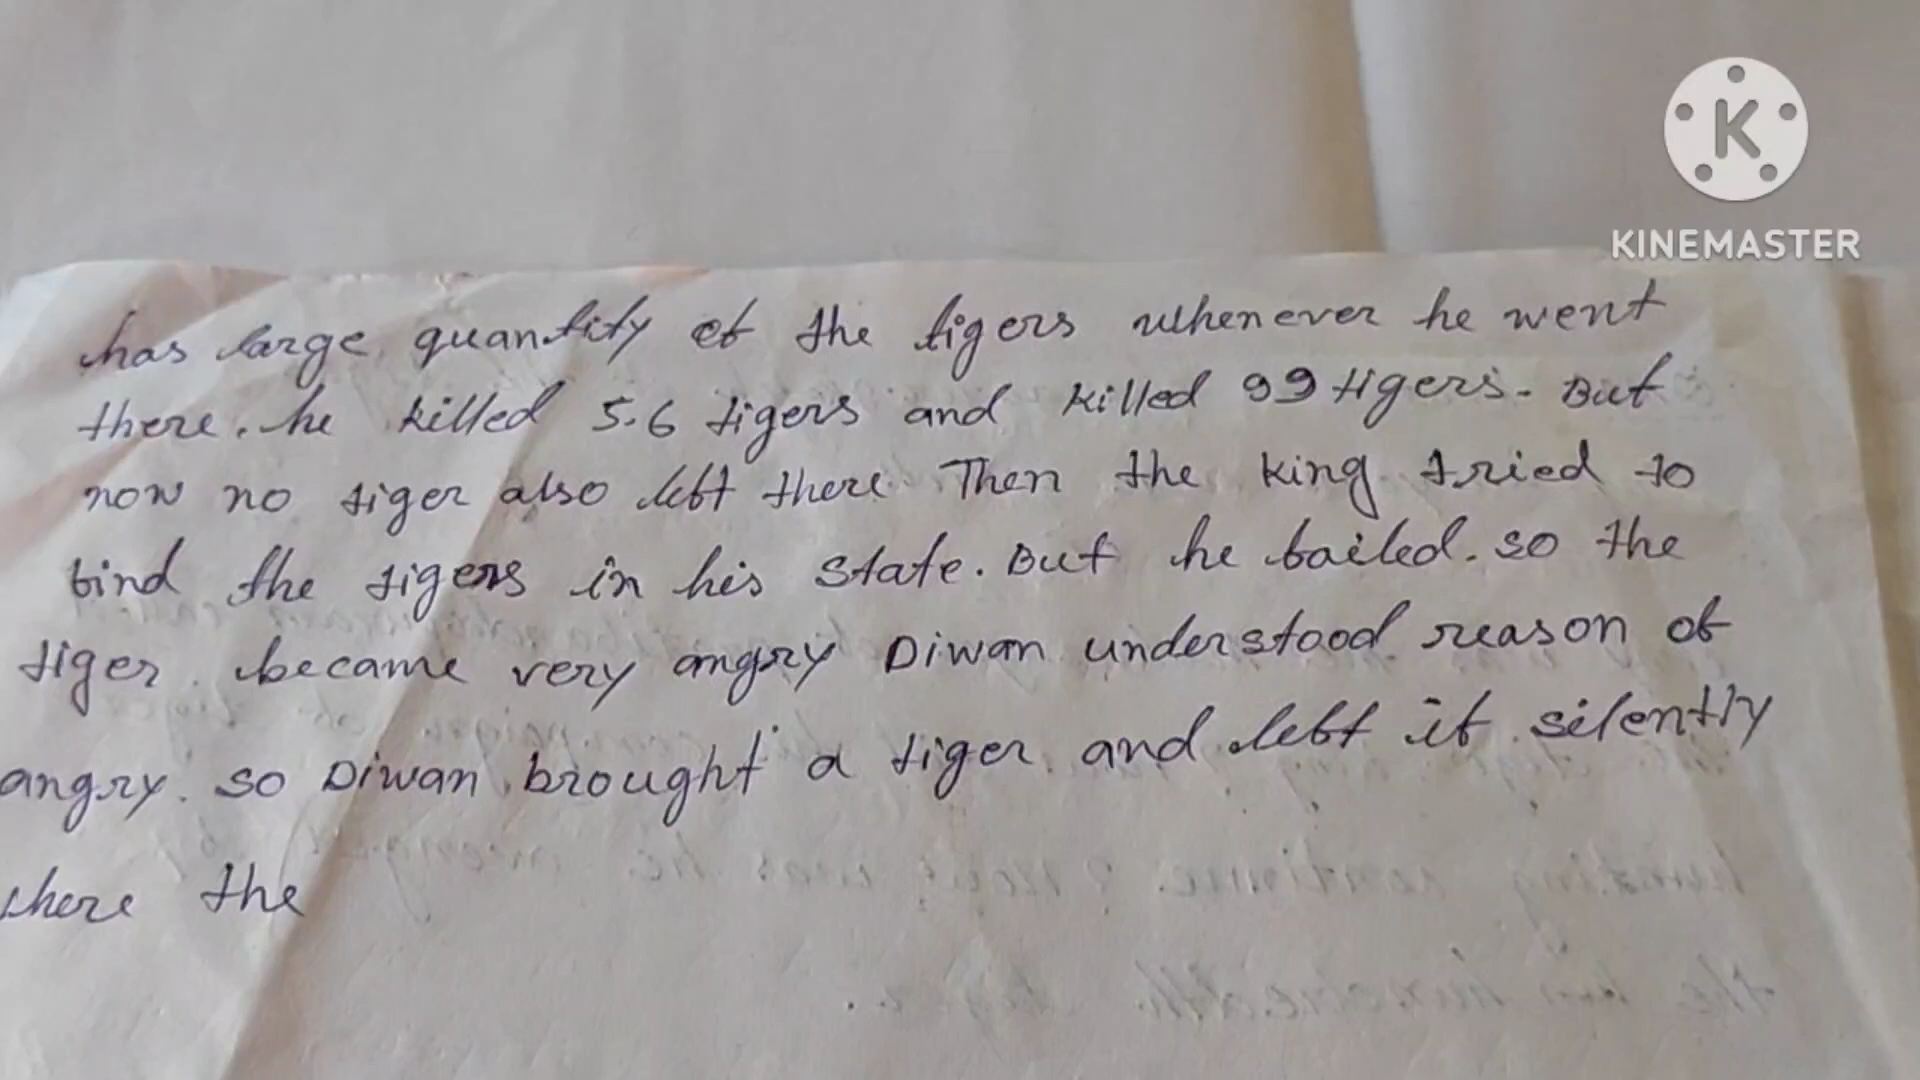 KINEMASTER
has large quantity of the tigers whenever he went
there. he killed 5.6 tigers and killed 99 tigers. But
now no tiger also left there Then the king tried to
find the tigers in his state. But he failed. so the
tiger became very angry Diwan understood reason of
angry. so Diwan brought a tiger and left it silently
there the